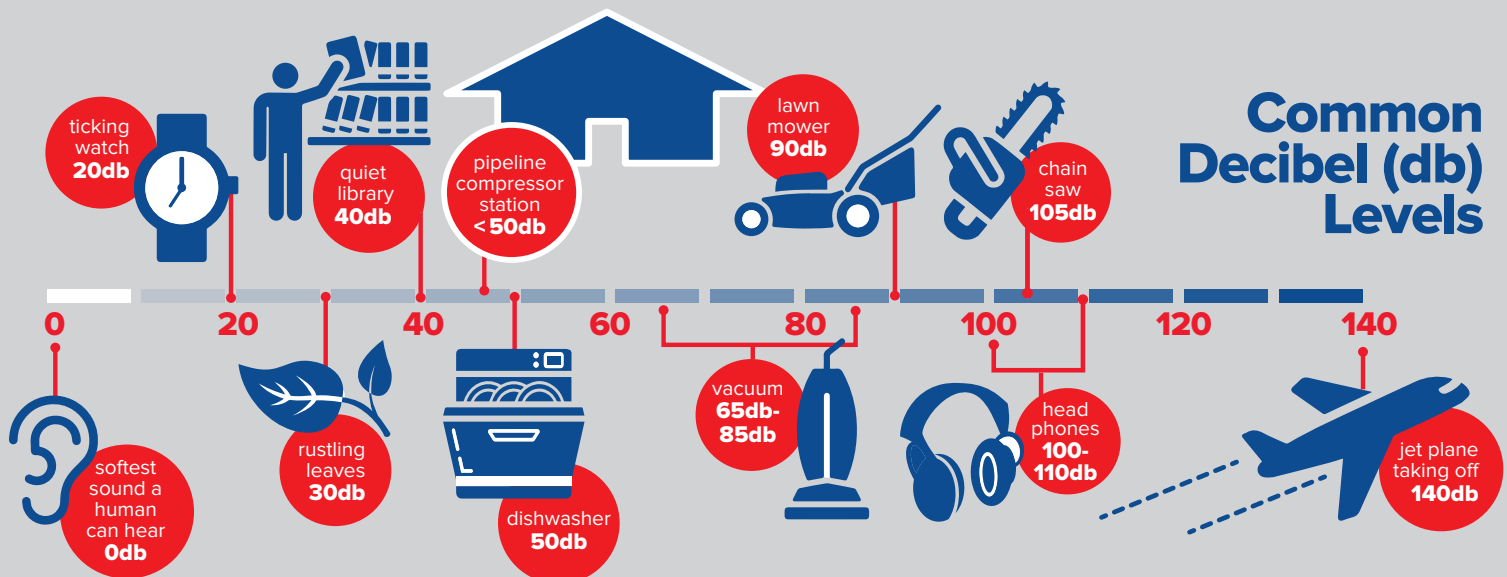 Common
Decibel (db)
Levels
ticking
watch
20db
quiet
library
40db
pipeline
compressor
station
< 50db
lawn
mower
90db
chain
saw
105db
0
20
40
60
80
100
120
140
softest
sound a
human
can hear
0db
rustling
leaves
30db
dishwasher
50db
vacuum
65db-
85db
head
phones
100-
110db
jet plane
taking off
140db